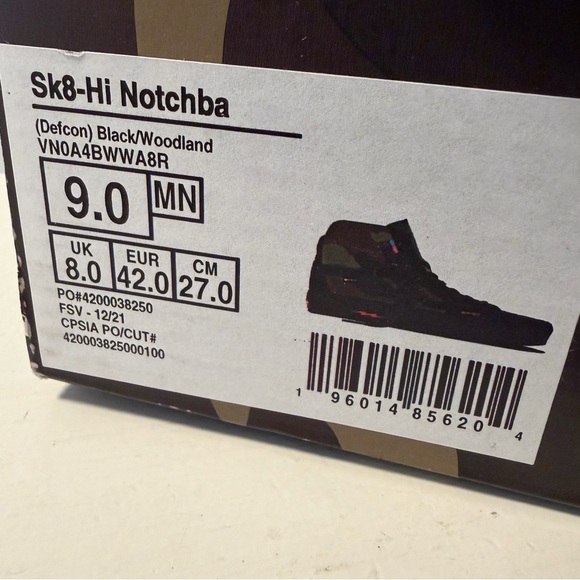 Sk8-Hi Notchba
(Defcon) Black/Woodland
VN0A4BWWA8R
9.0 MN
UK EUR CM
8.0 42.0 27.0
PO#4200038250
FSV - 12/21
CPSIA PO/CUT#
420003825000100
1 96014 85620 4